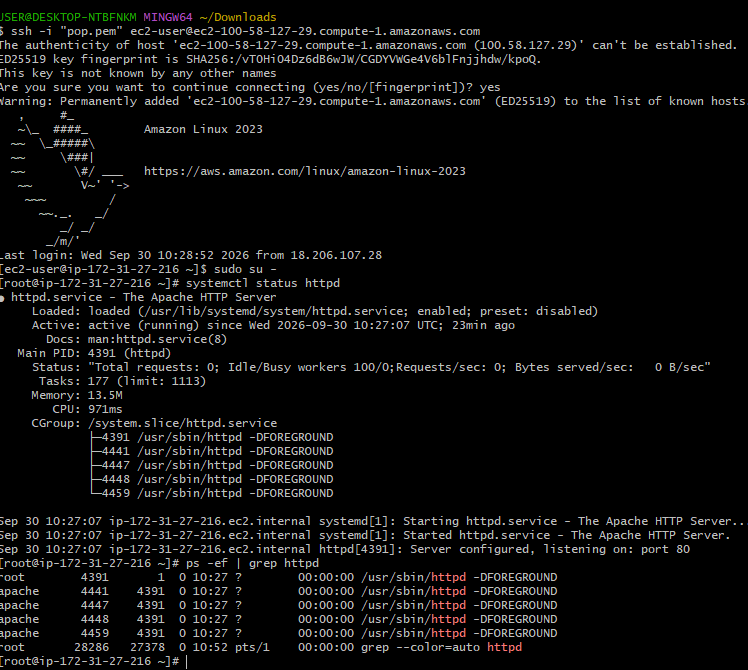 USER@DESKTOP-NTBFNKM MINGW64 ~/Downloads
$ ssh -i "pop.pem" ec2-user@ec2-100-58-127-29.compute-1.amazonaws.com
The authenticity of host 'ec2-100-58-127-29.compute-1.amazonaws.com (100.58.127.29)' can't be established.
ED25519 key fingerprint is SHA256:/vTOHiO4Dz6dB6wJW/CGDYVWGe4V6blFnjjhdw/kpoQ.
This key is not known by any other names
Are you sure you want to continue connecting (yes/no/[fingerprint])? yes
Warning: Permanently added 'ec2-100-58-127-29.compute-1.amazonaws.com' (ED25519) to the list of known hosts
   ,     #_
   ~\_  ####_        Amazon Linux 2023
  ~~  \_#####\
  ~~     \###|
  ~~       \#/ ___   https://aws.amazon.com/linux/amazon-linux-2023
   ~~       V~' '->
    ~~~         /
      ~~._.   _/
         _/ _/
       _/m/'
Last login: Wed Sep 30 10:28:52 2026 from 18.206.107.28
[ec2-user@ip-172-31-27-216 ~]$ sudo su -
[root@ip-172-31-27-216 ~]# systemctl status httpd
● httpd.service - The Apache HTTP Server
     Loaded: loaded (/usr/lib/systemd/system/httpd.service; enabled; preset: disabled)
     Active: active (running) since Wed 2026-09-30 10:27:07 UTC; 23min ago
       Docs: man:httpd.service(8)
   Main PID: 4391 (httpd)
     Status: "Total requests: 0; Idle/Busy workers 100/0;Requests/sec: 0; Bytes served/sec:   0 B/sec"
      Tasks: 177 (limit: 1113)
     Memory: 13.5M
        CPU: 971ms
     CGroup: /system.slice/httpd.service
             ├─4391 /usr/sbin/httpd -DFOREGROUND
             ├─4441 /usr/sbin/httpd -DFOREGROUND
             ├─4447 /usr/sbin/httpd -DFOREGROUND
             ├─4448 /usr/sbin/httpd -DFOREGROUND
             └─4459 /usr/sbin/httpd -DFOREGROUND
Sep 30 10:27:07 ip-172-31-27-216.ec2.internal systemd[1]: Starting httpd.service - The Apache HTTP Server...
Sep 30 10:27:07 ip-172-31-27-216.ec2.internal systemd[1]: Started httpd.service - The Apache HTTP Server.
Sep 30 10:27:07 ip-172-31-27-216.ec2.internal httpd[4391]: Server configured, listening on: port 80
[root@ip-172-31-27-216 ~]# ps -ef | grep httpd
root        4391       1  0 10:27 ?        00:00:00 /usr/sbin/httpd -DFOREGROUND
apache      4441    4391  0 10:27 ?        00:00:00 /usr/sbin/httpd -DFOREGROUND
apache      4447    4391  0 10:27 ?        00:00:00 /usr/sbin/httpd -DFOREGROUND
apache      4448    4391  0 10:27 ?        00:00:00 /usr/sbin/httpd -DFOREGROUND
apache      4459    4391  0 10:27 ?        00:00:00 /usr/sbin/httpd -DFOREGROUND
root       28286   27378  0 10:52 pts/1    00:00:00 grep --color=auto httpd
[root@ip-172-31-27-216 ~]#